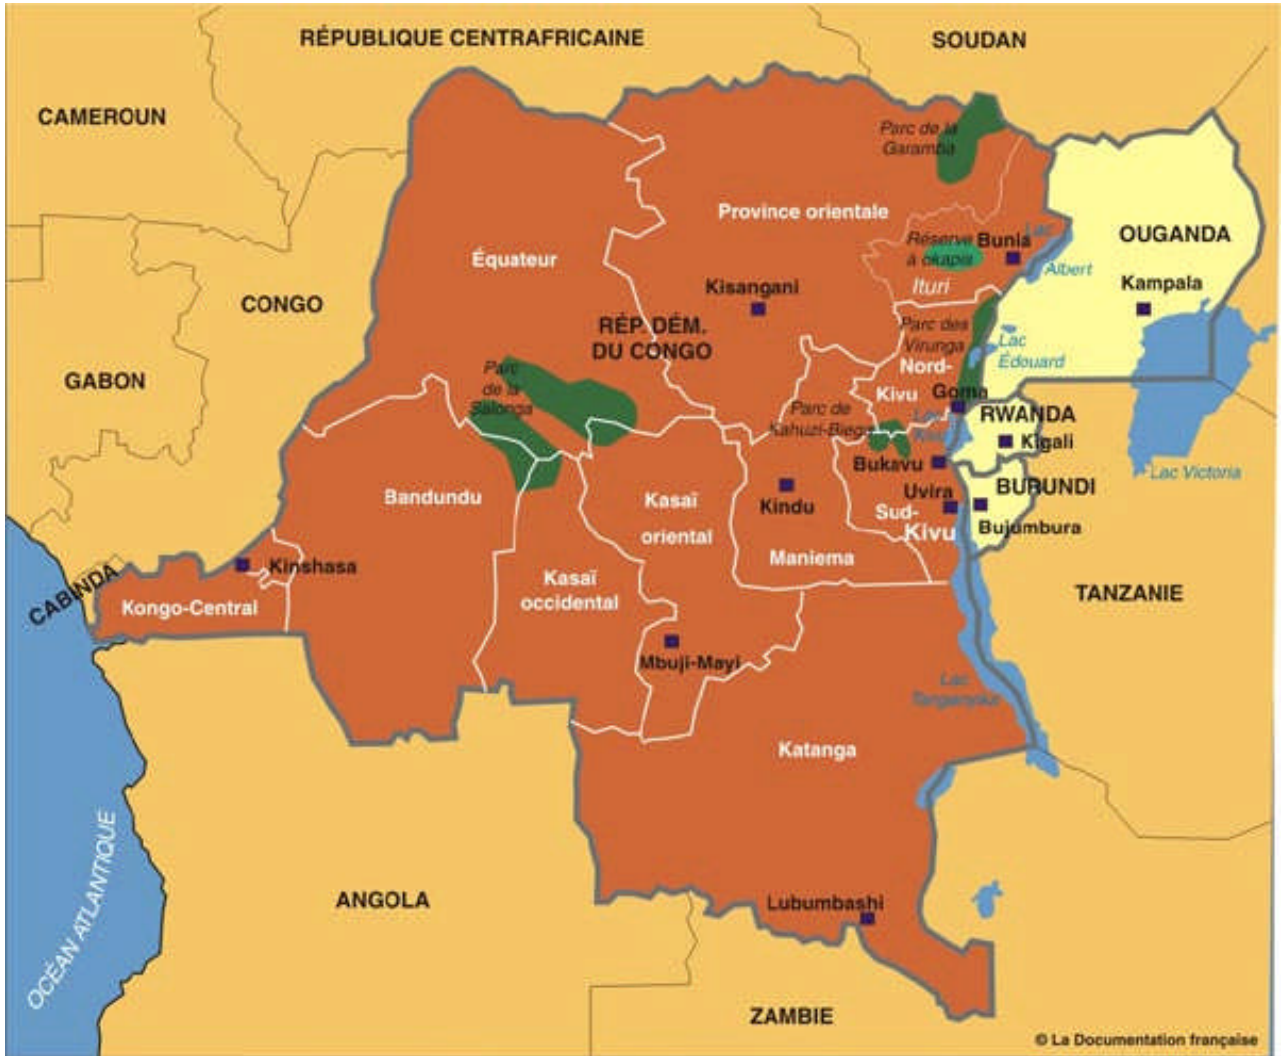 RÉPUBLIQUE CENTRAFRICAINE
SOUDAN
CAMEROUN
Parc de la
Garamba
Province orientale
OUGANDA
Réserve
à okapis
Bunia
Lac
Albert
Équateur
Ituri
Kampala
Kisangani
CONGO
RÉP. DÉM.
DU CONGO
Parc des
Virunga
Lac
Édouard
Nord-
Kivu
GABON
Parc
de la
Salonga
Goma
Parc de
Kahuzi-Biega
Lac
Kivu
RWANDA
Kigali
Bukavu
Lac Victoria
Bandundu
Kasaï
oriental
Kindu
Uvira
Sud-
Kivu
BURUNDI
Bujumbura
Maniema
Kinshasa
CABINDA
Kongo-Central
Kasaï
occidental
TANZANIE
Mbuji-Mayi
Lac
Tanganyika
Katanga
OCÉAN ATLANTIQUE
ANGOLA
Lubumbashi
ZAMBIE
© La Documentation française